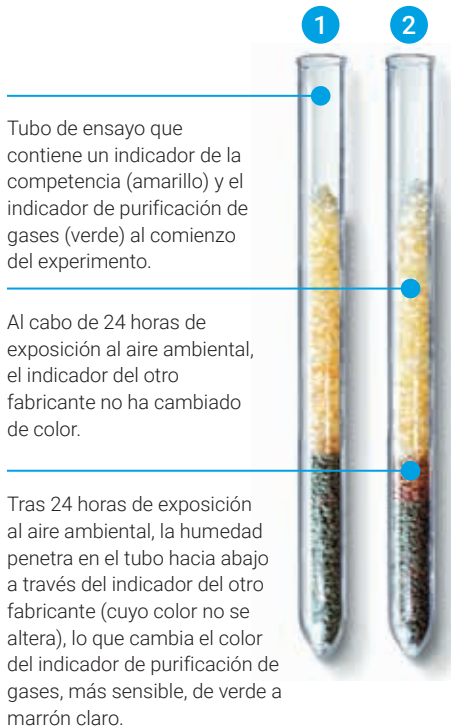 1 2
Tubo de ensayo que
contiene un indicador de la
competencia (amarillo) y el
indicador de purificación de
gases (verde) al comienzo
del experimento.
Al cabo de 24 horas de
exposición al aire ambiental,
el indicador del otro
fabricante no ha cambiado
de color.
Tras 24 horas de exposición
al aire ambiental, la humedad
penetra en el tubo hacia abajo
a través del indicador del otro
fabricante (cuyo color no se
altera), lo que cambia el color
del indicador de purificación de
gases, más sensible, de verde a
marrón claro.